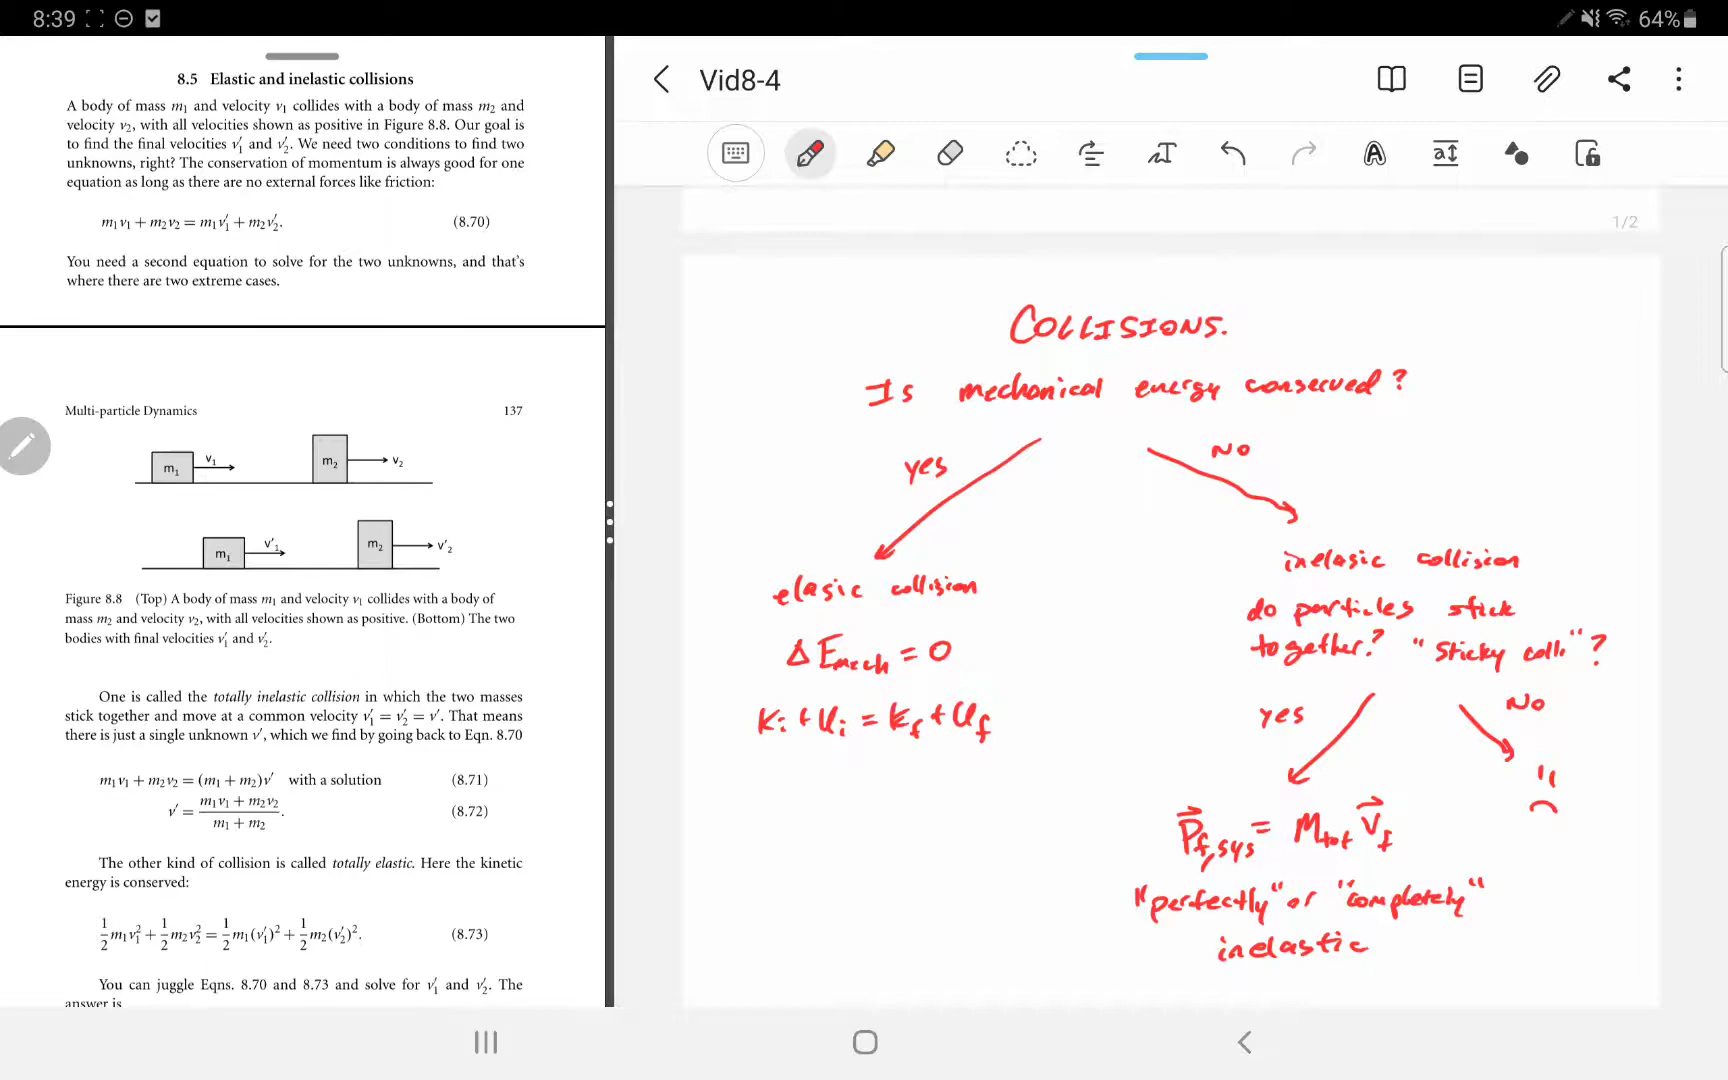 8:39
64%
8.5 Elastic and inelastic collisions
A body of mass m₁ and velocity v₁ collides with a body of mass m₂ and
velocity v₂, with all velocities shown as positive in Figure 8.8. Our goal is
to find the final velocities v′₁ and v′₂. We need two conditions to find two
unknowns, right? The conservation of momentum is always good for one
equation as long as there are no external forces like friction:
m₁v₁ + m₂v₂ = m₁v′₁ + m₂v′₂. (8.70)
You need a second equation to solve for the two unknowns, and that's
where there are two extreme cases.
Multi-particle Dynamics 137
m₁ v₁ m₂ v₂
m₁ v'₁ m₂ v'₂
Figure 8.8 (Top) A body of mass m₁ and velocity v₁ collides with a body of
mass m₂ and velocity v₂, with all velocities shown as positive. (Bottom) The two
bodies with final velocities v′₁ and v′₂.
One is called the totally inelastic collision in which the two masses
stick together and move at a common velocity v′₁ = v′₂ = v′. That means
there is just a single unknown v′, which we find by going back to Eqn. 8.70
m₁v₁ + m₂v₂ = (m₁ + m₂)v′ with a solution (8.71)
v′ = (m₁v₁ + m₂v₂)/(m₁ + m₂). (8.72)
The other kind of collision is called totally elastic. Here the kinetic
energy is conserved:
1/2 m₁v₁² + 1/2 m₂v₂² = 1/2 m₁(v′₁)² + 1/2 m₂(v′₂)². (8.73)
You can juggle Eqns. 8.70 and 8.73 and solve for v′₁ and v′₂. The
answer is
Vid8-4
1/2
COLLISIONS.
Is mechanical energy conserved?
yes
NO
elasic collision
ΔEmech = 0
Ki + Ui = Kf + Uf
inelasic collision
do particles stick
together? "Sticky coll."?
yes
NO
P⃗f,sys = Mtot V⃗f
"perfectly" or "completely"
inelastic